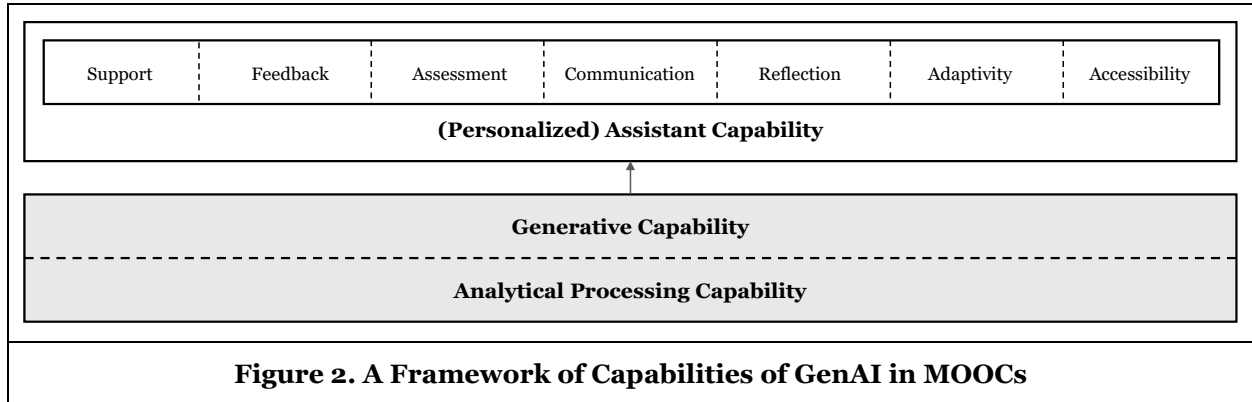 Support Feedback Assessment Communication Reflection Adaptivity Accessibility
(Personalized) Assistant Capability
Generative Capability
Analytical Processing Capability
Figure 2. A Framework of Capabilities of GenAI in MOOCs